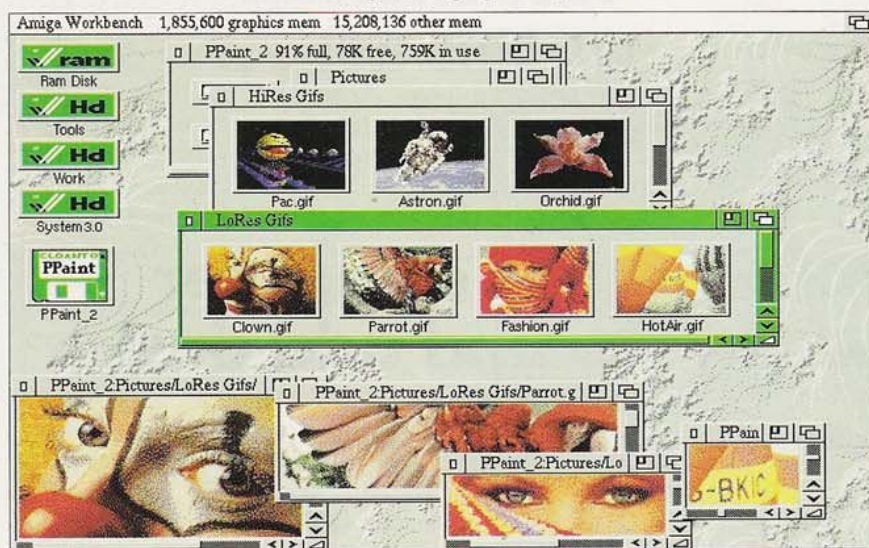 Amiga Workbench 1,855,600 graphics mem 15,208,136 other mem
ram
Ram Disk
Hd
Tools
Hd
Work
Hd
System3.0
CLOANTO
PPaint
PPaint_2
PPaint_2 91% full, 78K free, 759K in use
Pictures
HiRes Gifs
Pac.gif
Astron.gif
Orchid.gif
LoRes Gifs
Clown.gif
Parrot.gif
Fashion.gif
HotAir.gif
PPaint_2:Pictures/LoRes Gifs/
PPaint_2:Pictures/LoRes Gifs/Parrot.g
PPaint_2:Pictures/Lo
PPain
G-BKIC